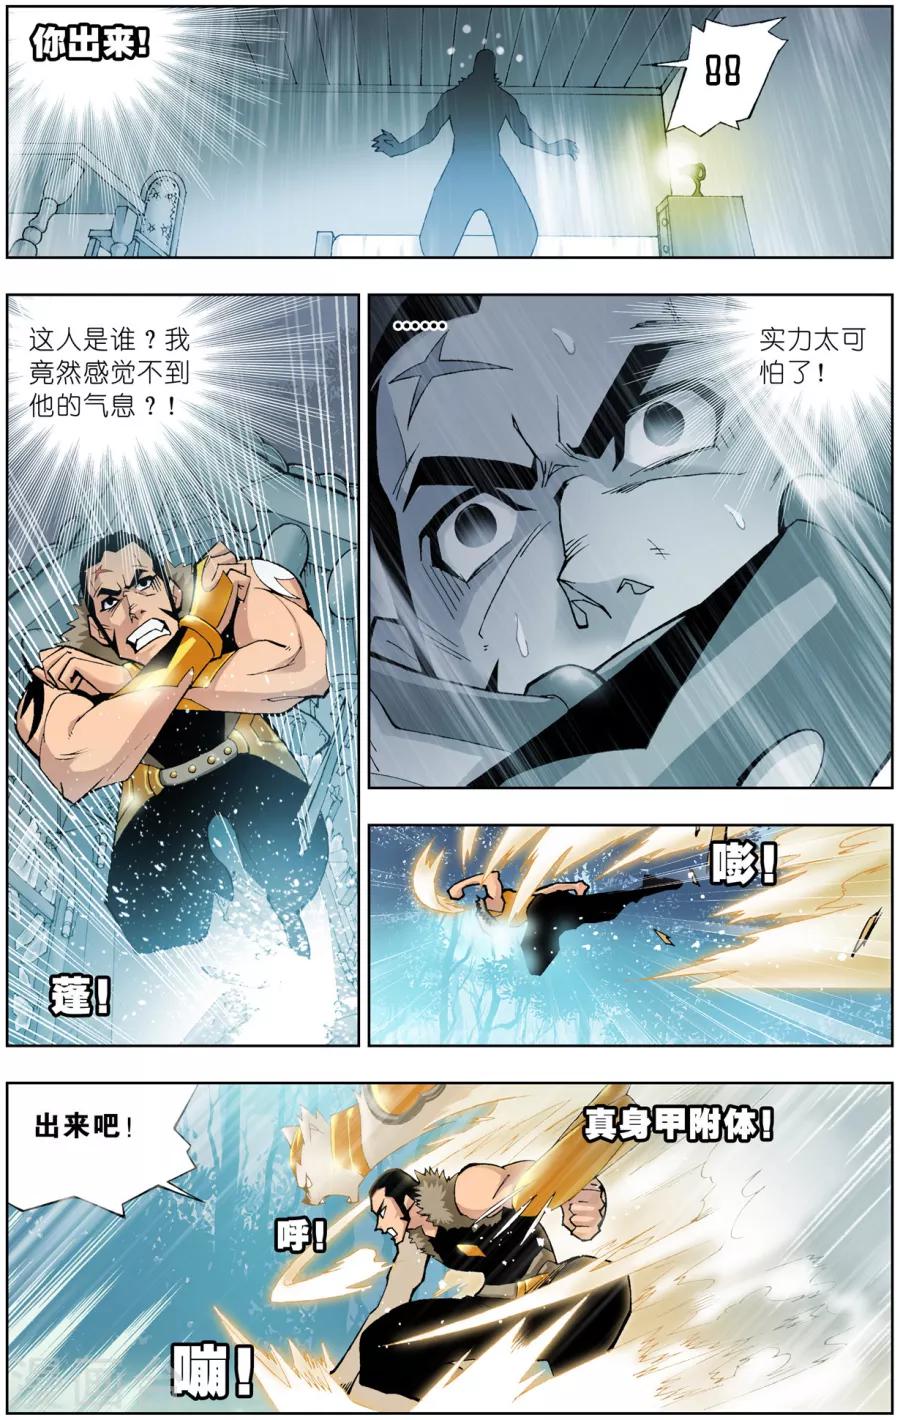 你出来！
！！
这人是谁？我
竟然感觉不到
他的气息？！
蓬！
……
实力太可
怕了！
嘭！
出来吧！
真身甲附体！
呼！
嘣！